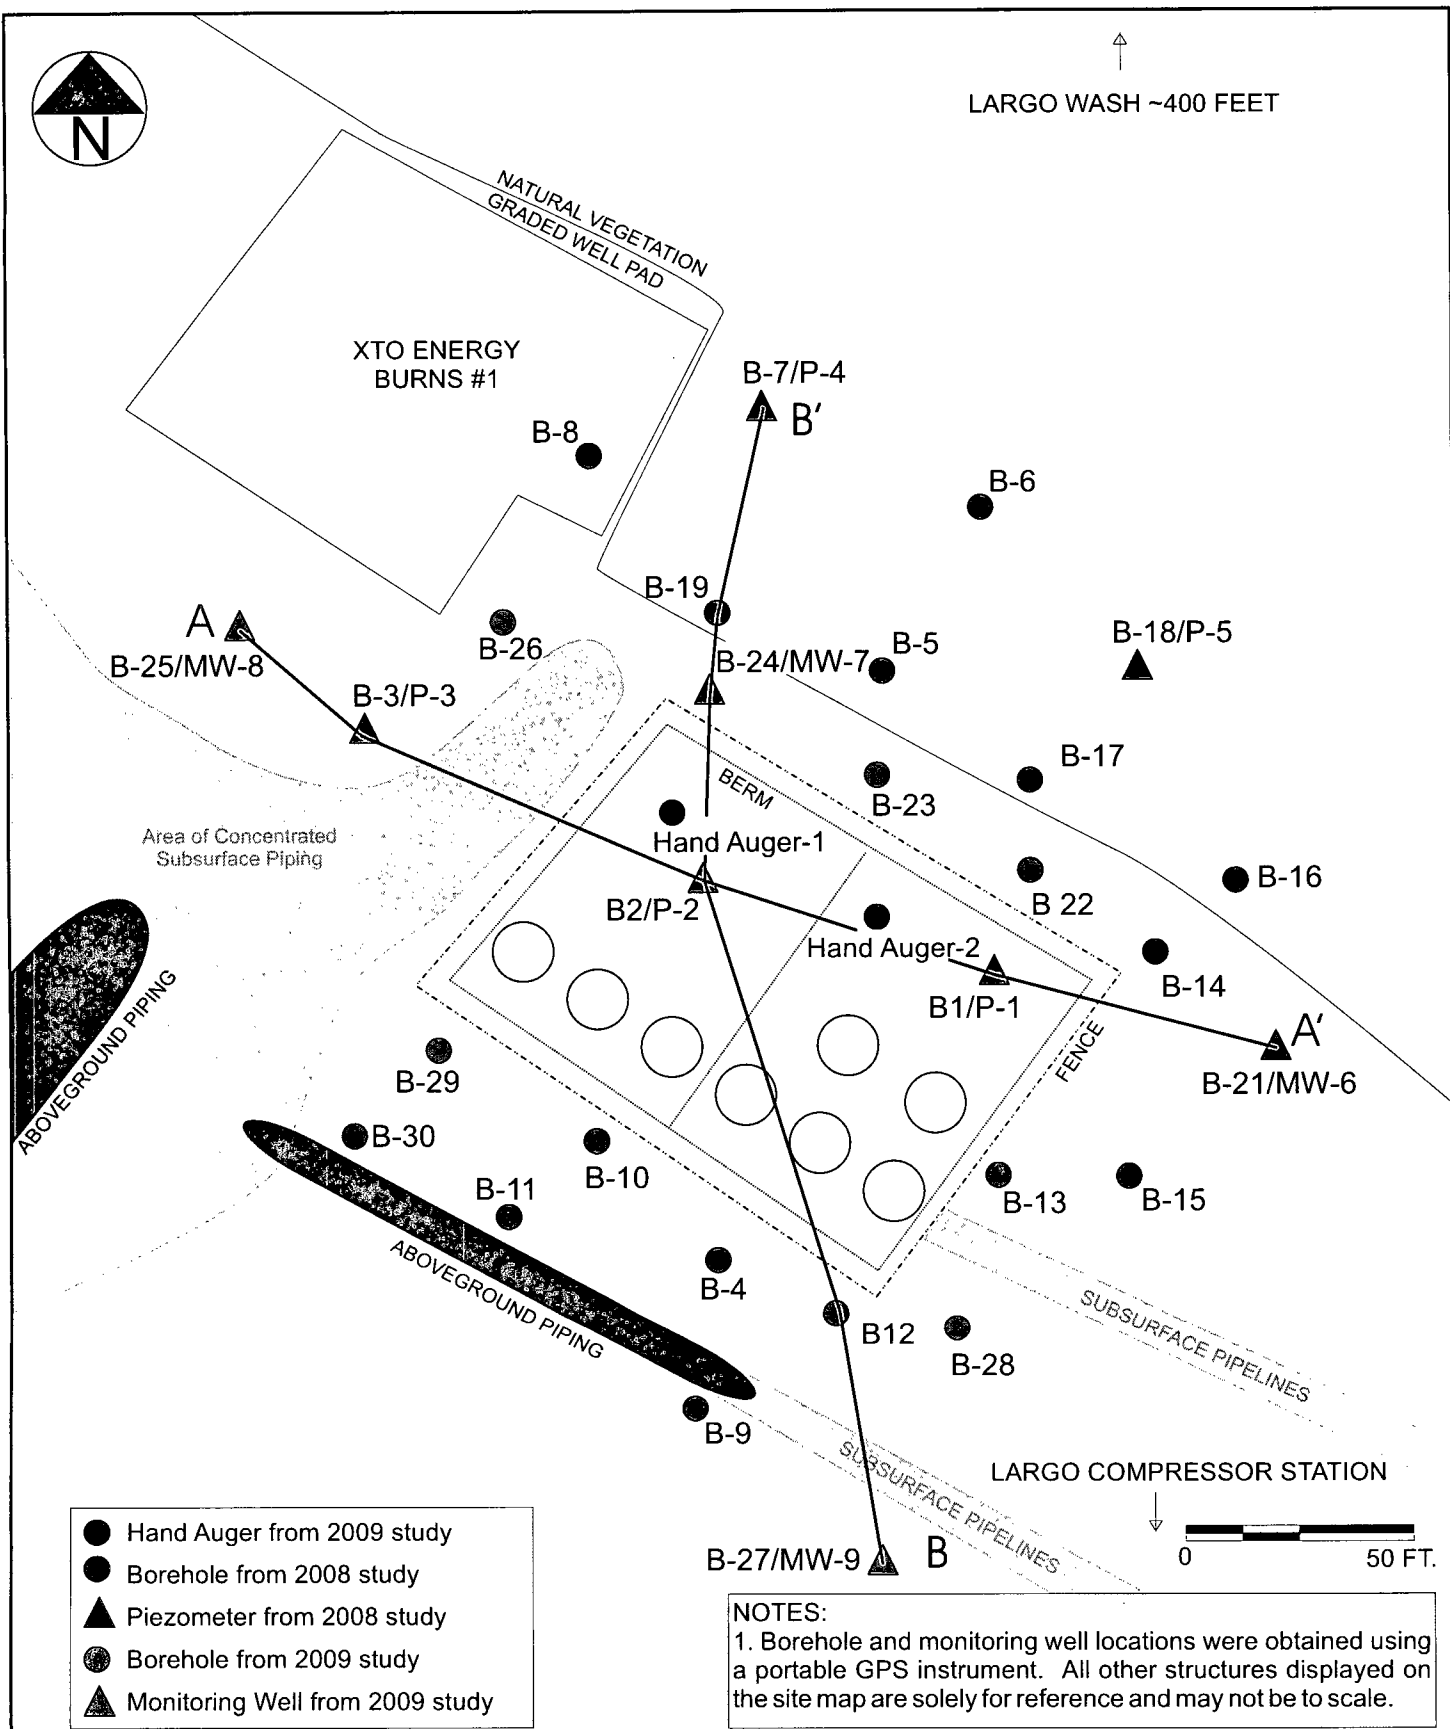 LARGO WASH ~400 FEET
N
NATURAL VEGETATION
GRADED WELL PAD
XTO ENERGY
BURNS #1
B-7/P-4
B'
B-8
B-6
B-19
A
B-25/MW-8
B-26
B-24/MW-7
B-5
B-18/P-5
B-3/P-3
B-17
BERM
B-23
Area of Concentrated
Subsurface Piping
Hand Auger-1
B 22
B-16
B2/P-2
Hand Auger-2
B-14
B1/P-1
A'
FENCE
B-21/MW-6
ABOVEGROUND PIPING
B-29
B-30
B-10
B-11
B-13
B-15
ABOVEGROUND PIPING
B-4
B12
B-28
SUBSURFACE PIPELINES
B-9
SUBSURFACE PIPELINES
LARGO COMPRESSOR STATION
0 50 FT.
B-27/MW-9
B
Hand Auger from 2009 study
Borehole from 2008 study
Piezometer from 2008 study
Borehole from 2009 study
Monitoring Well from 2009 study
NOTES:
1. Borehole and monitoring well locations were obtained using
a portable GPS instrument. All other structures displayed on
the site map are solely for reference and may not be to scale.